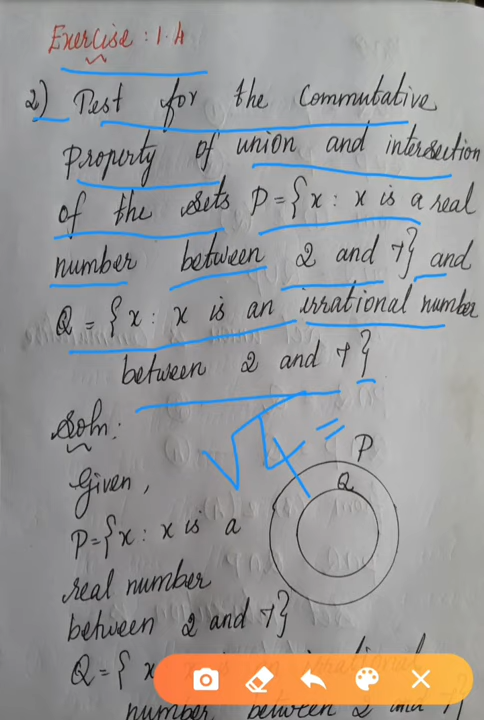 Exercise : 1.4
2) Test for the Commutative
Property of union and intersection
of the sets P = {x : x is a real
number between 2 and 7} and
Q = {x : x is an irrational number
between 2 and 7}
Soln:
√4 =
P
Q
Given,
P={x : x is a
real number
between 2 and 7}
Q = { x
number between 2 and 7}